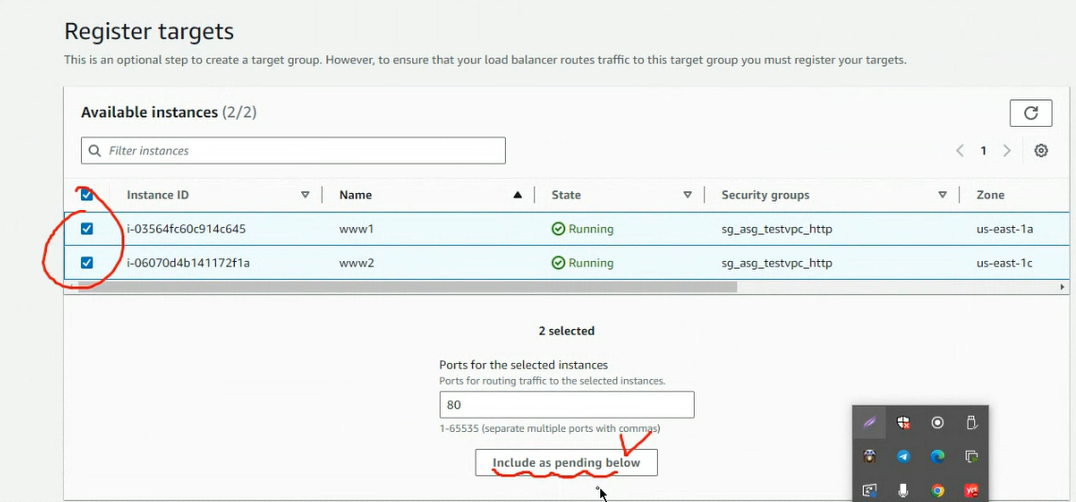 Register targets
This is an optional step to create a target group. However, to ensure that your load balancer routes traffic to this target group you must register your targets.
Available instances (2/2)
Filter instances
1
Instance ID Name State Security groups Zone
i-03564fc60c914c645 www1 Running sg_asg_testvpc_http us-east-1a
i-06070d4b141172f1a www2 Running sg_asg_testvpc_http us-east-1c
2 selected
Ports for the selected instances
Ports for routing traffic to the selected instances.
80
1-65535 (separate multiple ports with commas)
Include as pending below